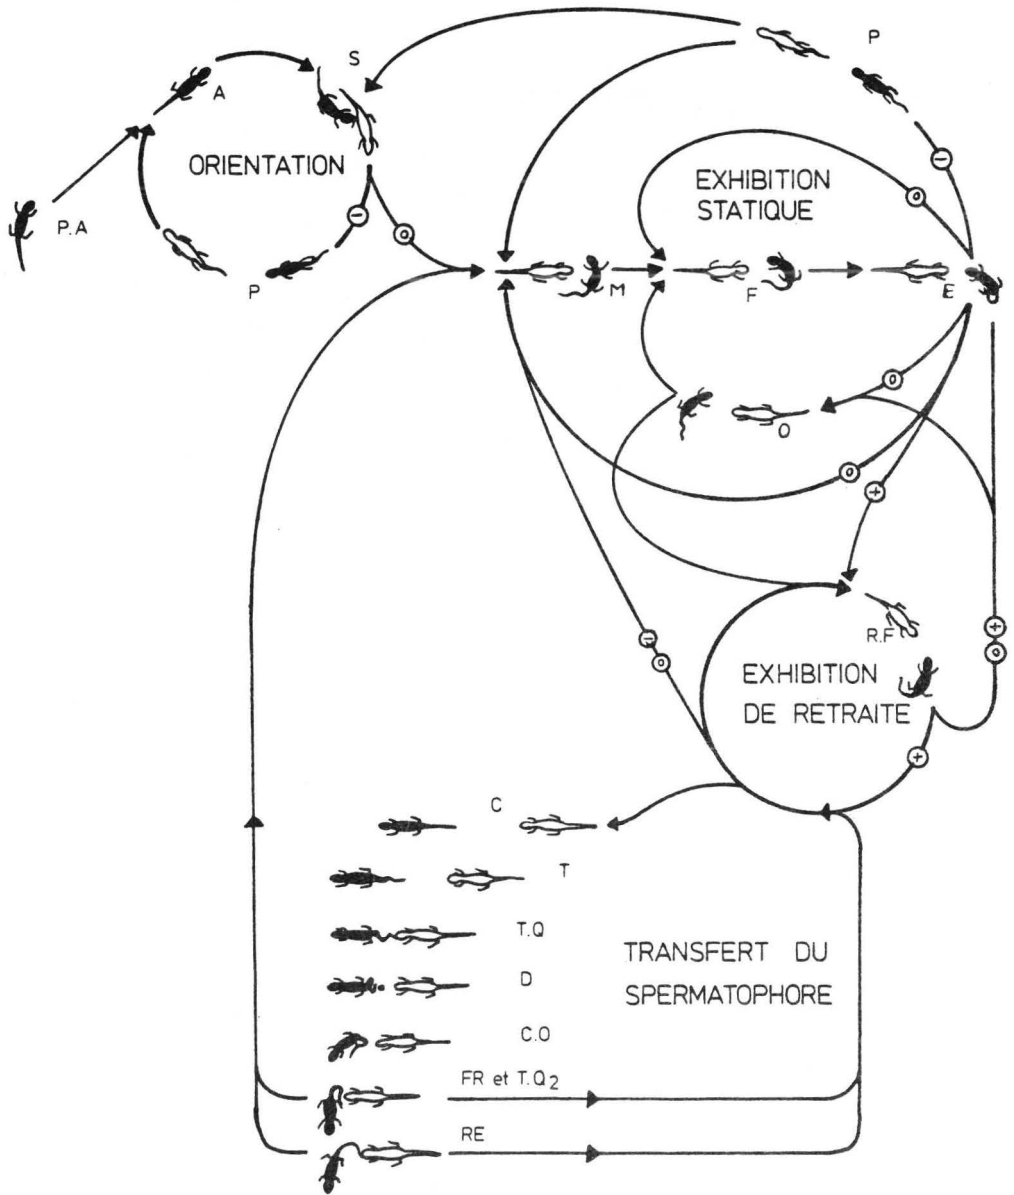 P
S
A
ORIENTATION
P.A
P
EXHIBITION
STATIQUE
M
F
E
O
R.F
EXHIBITION
DE RETRAITE
C
T
T.Q
D
C.O
FR et T.Q2
RE
TRANSFERT DU
SPERMATOPHORE